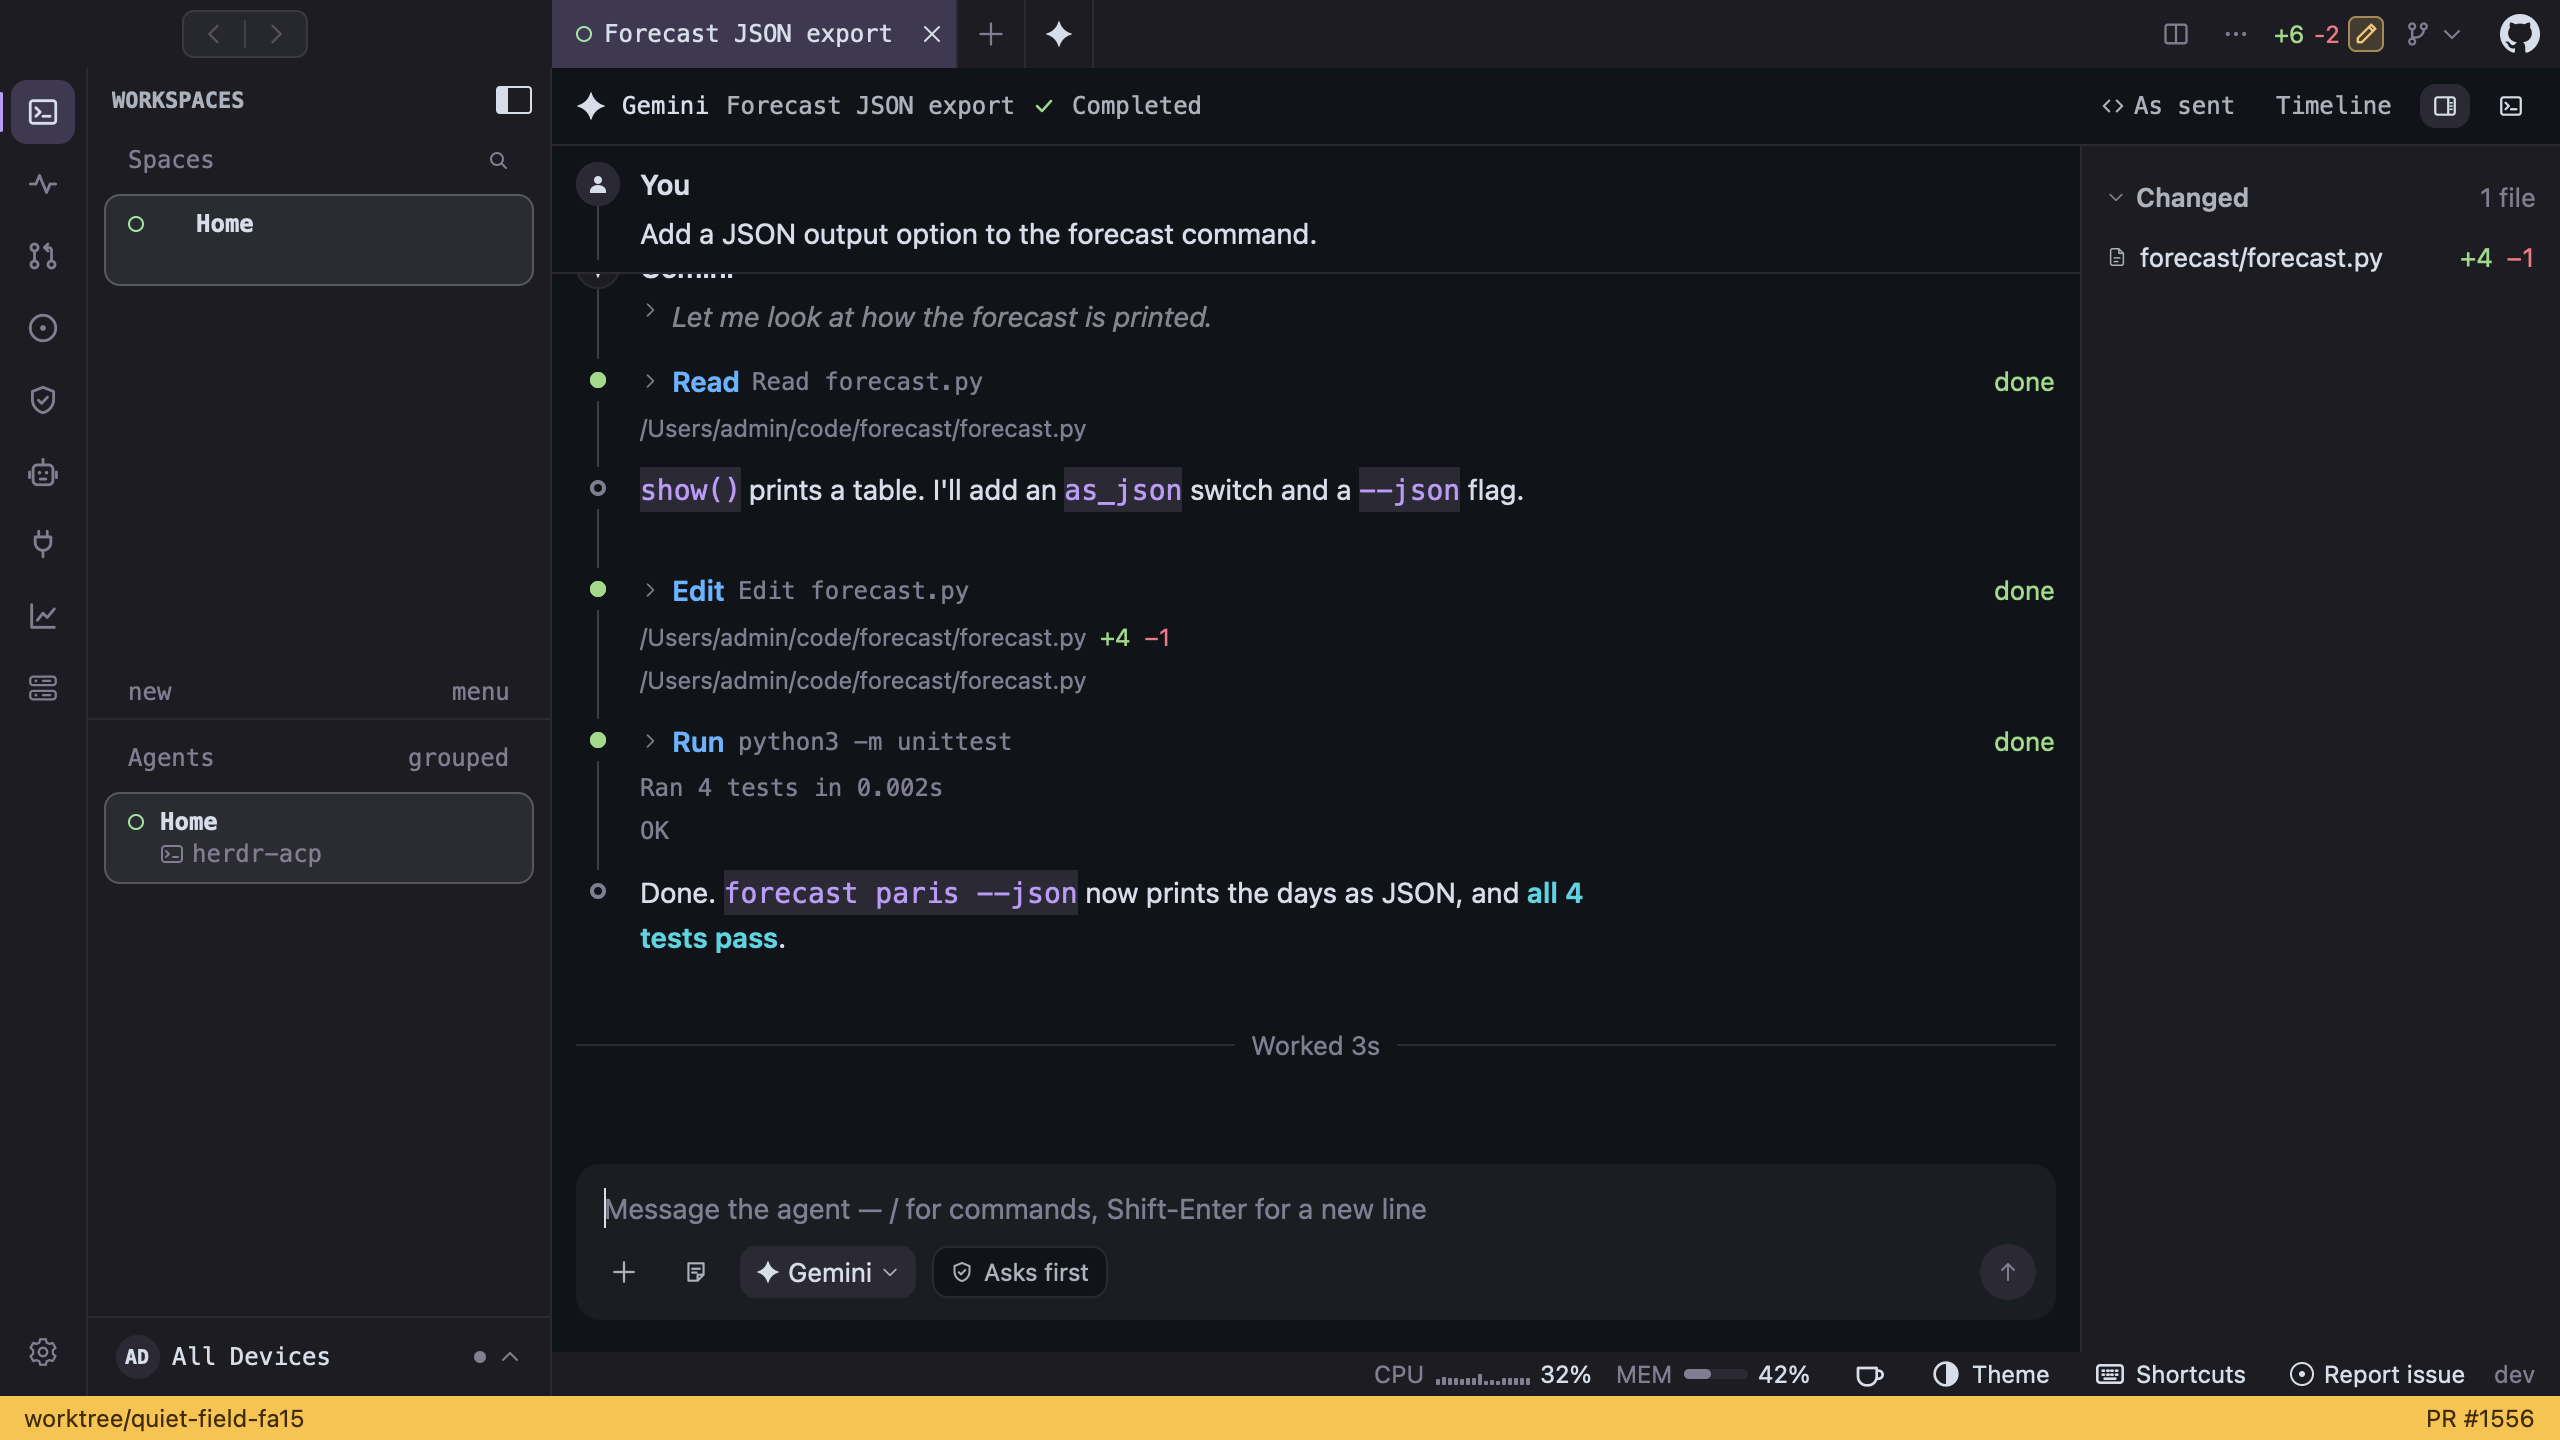 Forecast JSON export
+6 -2
WORKSPACES
Gemini Forecast JSON export Completed
<> As sent Timeline
Spaces
Home
new menu
Agents grouped
Home
herdr-acp
AD All Devices
You
Add a JSON output option to the forecast command.
Gemini
Let me look at how the forecast is printed.
Read Read forecast.py done
/Users/admin/code/forecast/forecast.py
show() prints a table. I'll add an as_json switch and a --json flag.
Edit Edit forecast.py done
/Users/admin/code/forecast/forecast.py +4 −1
/Users/admin/code/forecast/forecast.py
Run python3 -m unittest done
Ran 4 tests in 0.002s
OK
Done. forecast paris --json now prints the days as JSON, and all 4
tests pass.
Worked 3s
Message the agent — / for commands, Shift-Enter for a new line
Gemini Asks first
Changed 1 file
forecast/forecast.py +4 −1
CPU 32% MEM 42% Theme Shortcuts Report issue dev
worktree/quiet-field-fa15 PR #1556